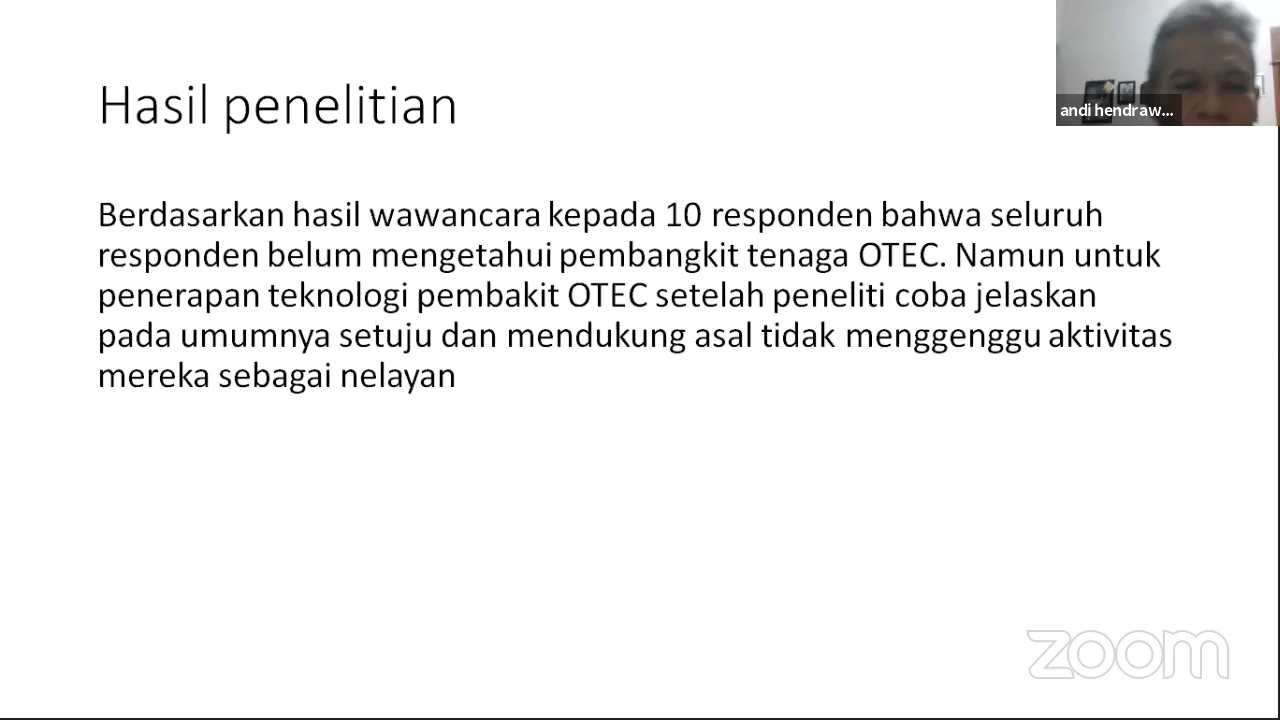 Hasil penelitian
andi hendraw...
Berdasarkan hasil wawancara kepada 10 responden bahwa seluruh
responden belum mengetahui pembangkit tenaga OTEC. Namun untuk
penerapan teknologi pembakit OTEC setelah peneliti coba jelaskan
pada umumnya setuju dan mendukung asal tidak menggenggu aktivitas
mereka sebagai nelayan
zoom